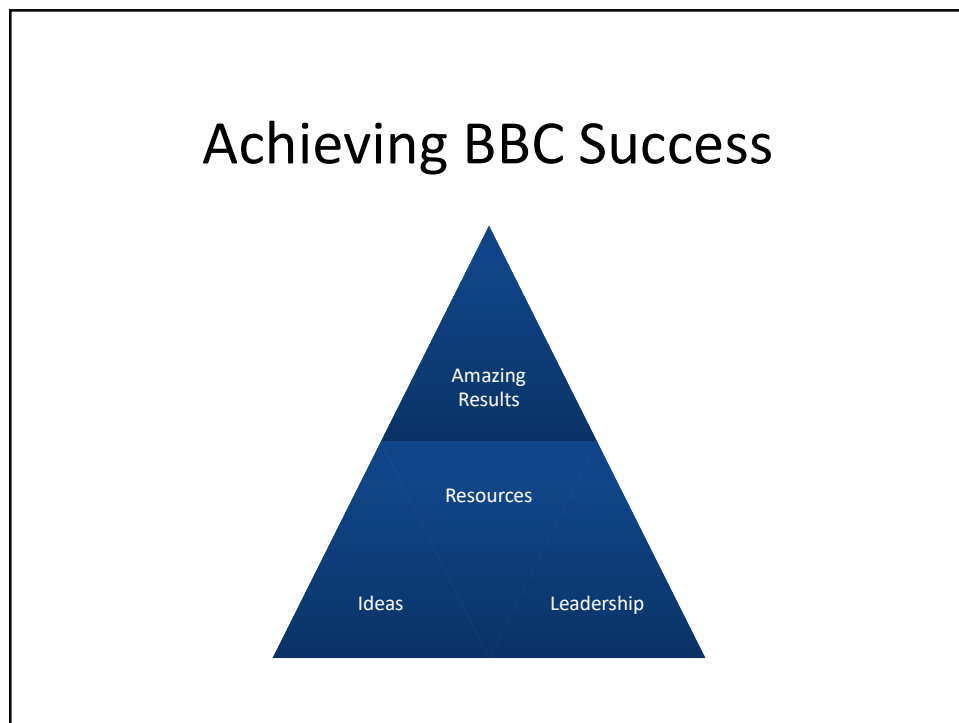 Achieving BBC Success
Amazing
Results
Resources
Ideas
Leadership